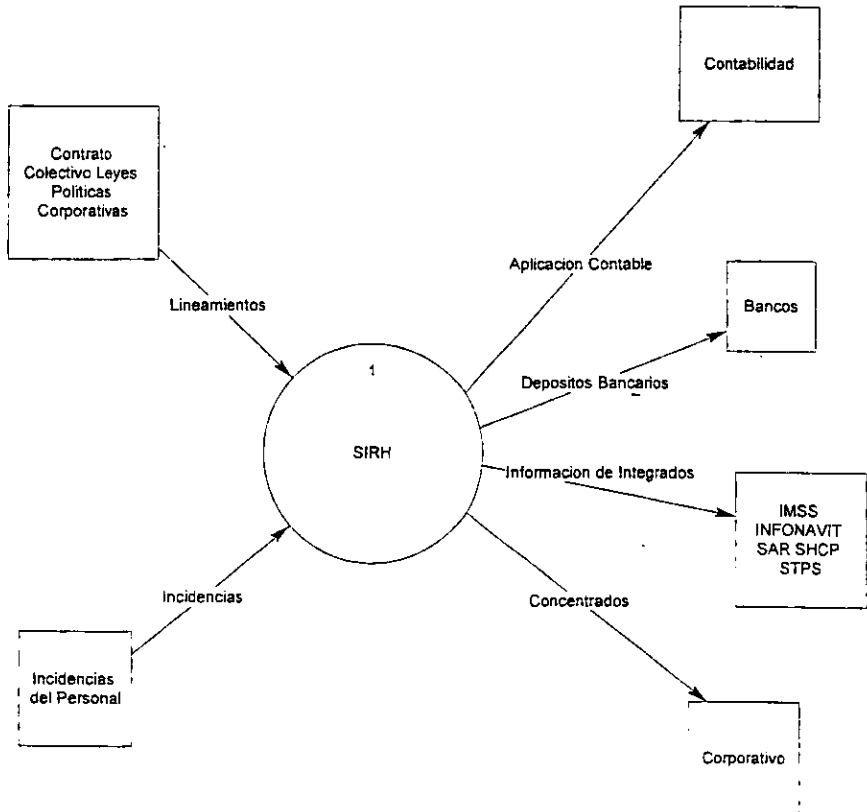 Contabilidad
Contrato
Colectivo Leyes
Politicas
Corporativas
Aplicacion Contable
Lineamientos
Bancos
1
Depositos Bancarios
SIRH
Informacion de Integrados
IMSS
INFONAVIT
SAR SHCP
STPS
Incidencias
Concentrados
Incidencias
del Personal
Corporativo